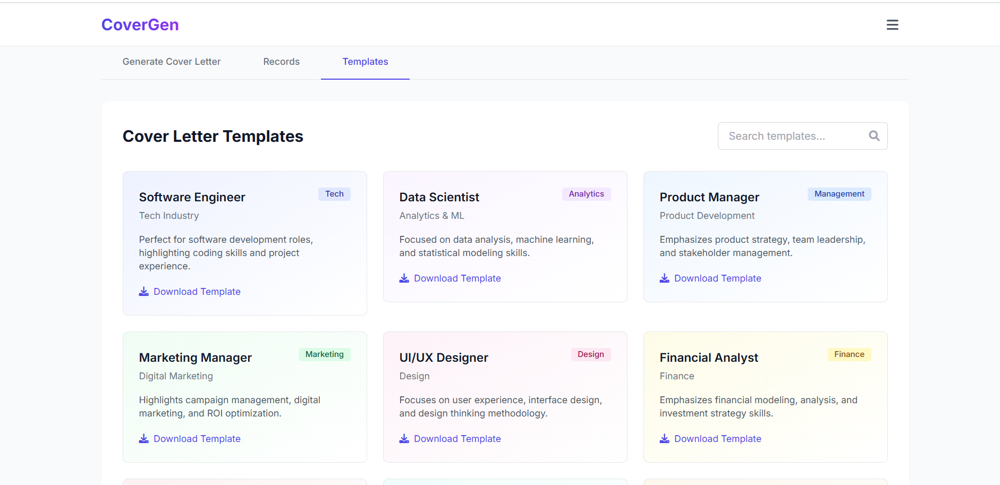 CoverGen
Generate Cover Letter
Records
Templates
Cover Letter Templates
Search templates...
Software Engineer
Tech
Tech Industry
Perfect for software development roles,
highlighting coding skills and project
experience.
Download Template
Data Scientist
Analytics
Analytics & ML
Focused on data analysis, machine learning,
and statistical modeling skills.
Download Template
Product Manager
Management
Product Development
Emphasizes product strategy, team leadership,
and stakeholder management.
Download Template
Marketing Manager
Marketing
Digital Marketing
Highlights campaign management, digital
marketing, and ROI optimization.
Download Template
UI/UX Designer
Design
Design
Focuses on user experience, interface design,
and design thinking methodology.
Download Template
Financial Analyst
Finance
Finance
Emphasizes financial modeling, analysis, and
investment strategy skills.
Download Template